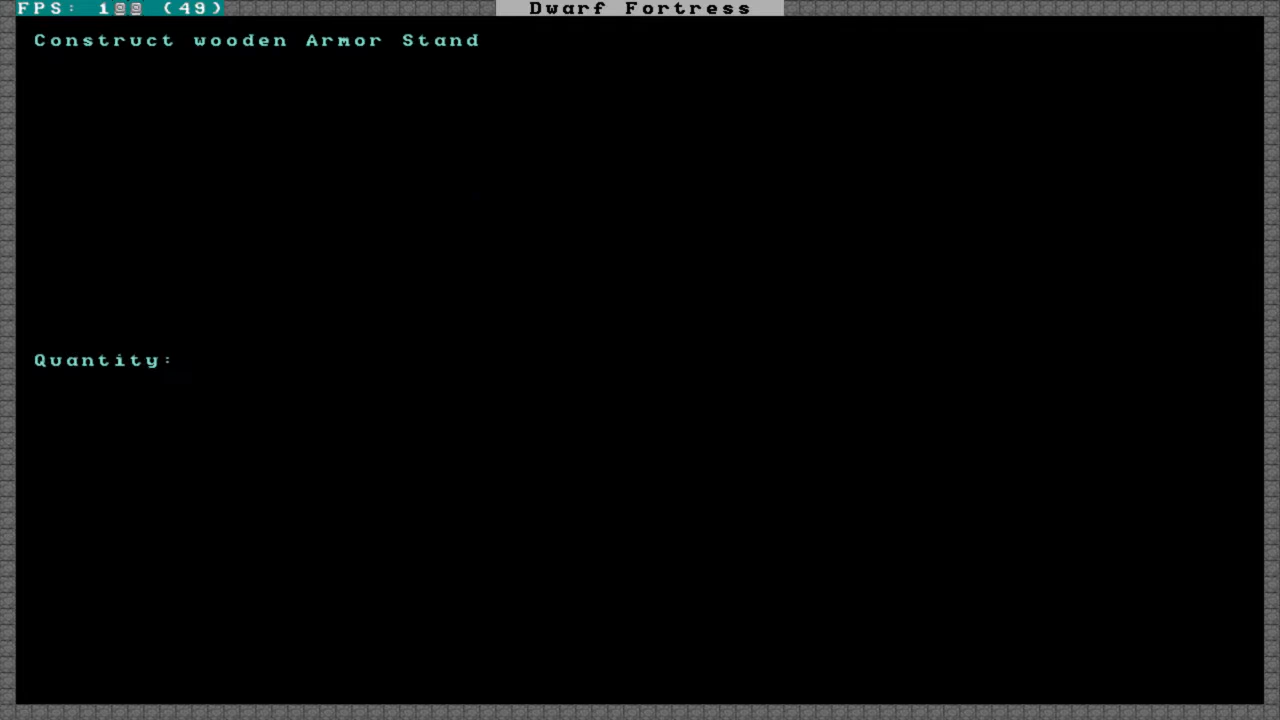 FPS: 100 (49)
Dwarf Fortress
Construct wooden Armor Stand
Quantity: